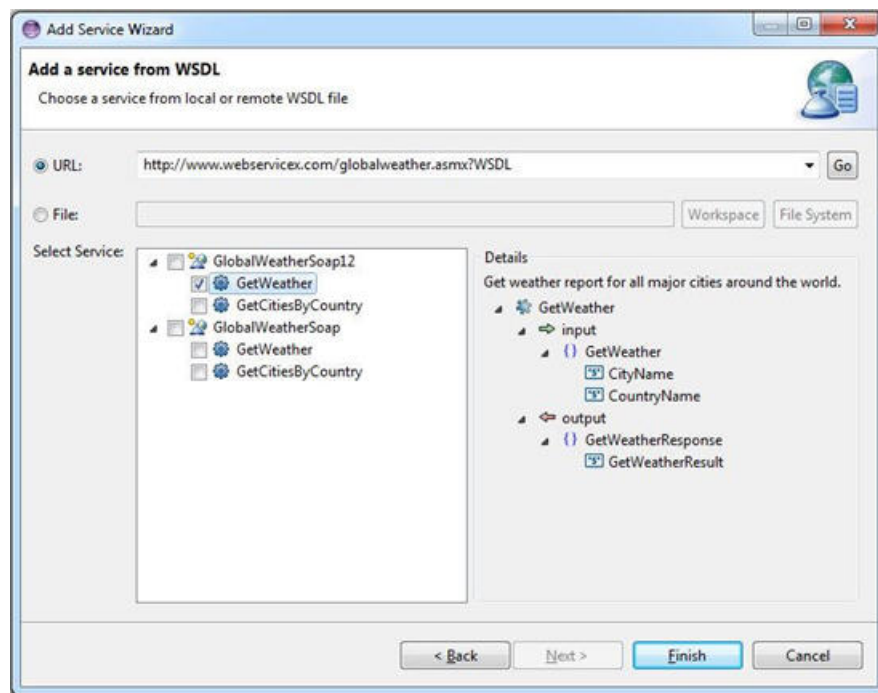 Add Service Wizard
Add a service from WSDL
Choose a service from local or remote WSDL file
URL: http://www.webservicex.com/globalweather.asmx?WSDL Go
File: Workspace File System
Select Service:
GlobalWeatherSoap12
GetWeather
GetCitiesByCountry
GlobalWeatherSoap
GetWeather
GetCitiesByCountry
Details
Get weather report for all major cities around the world.
GetWeather
input
{} GetWeather
"S" CityName
"S" CountryName
output
{} GetWeatherResponse
"S" GetWeatherResult
< Back Next > Finish Cancel